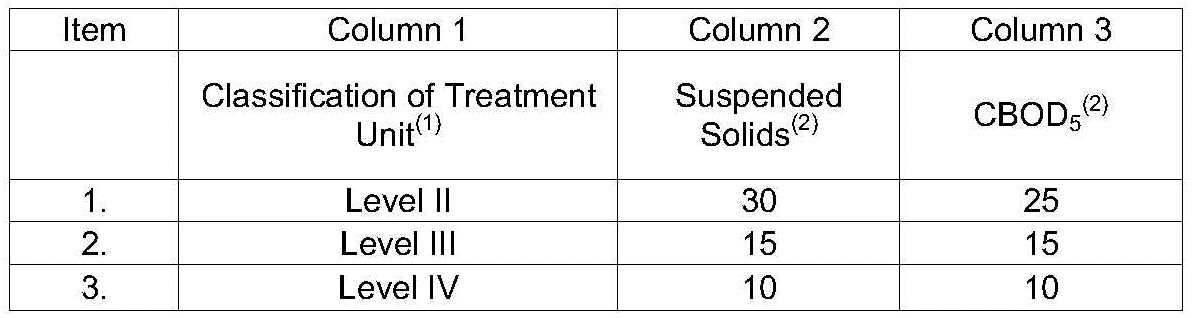 Item Column 1 Column 2 Column 3
Classification of Treatment Unit(1) Suspended Solids(2) CBOD5(2)
1. Level II 30 25
2. Level III 15 15
3. Level IV 10 10